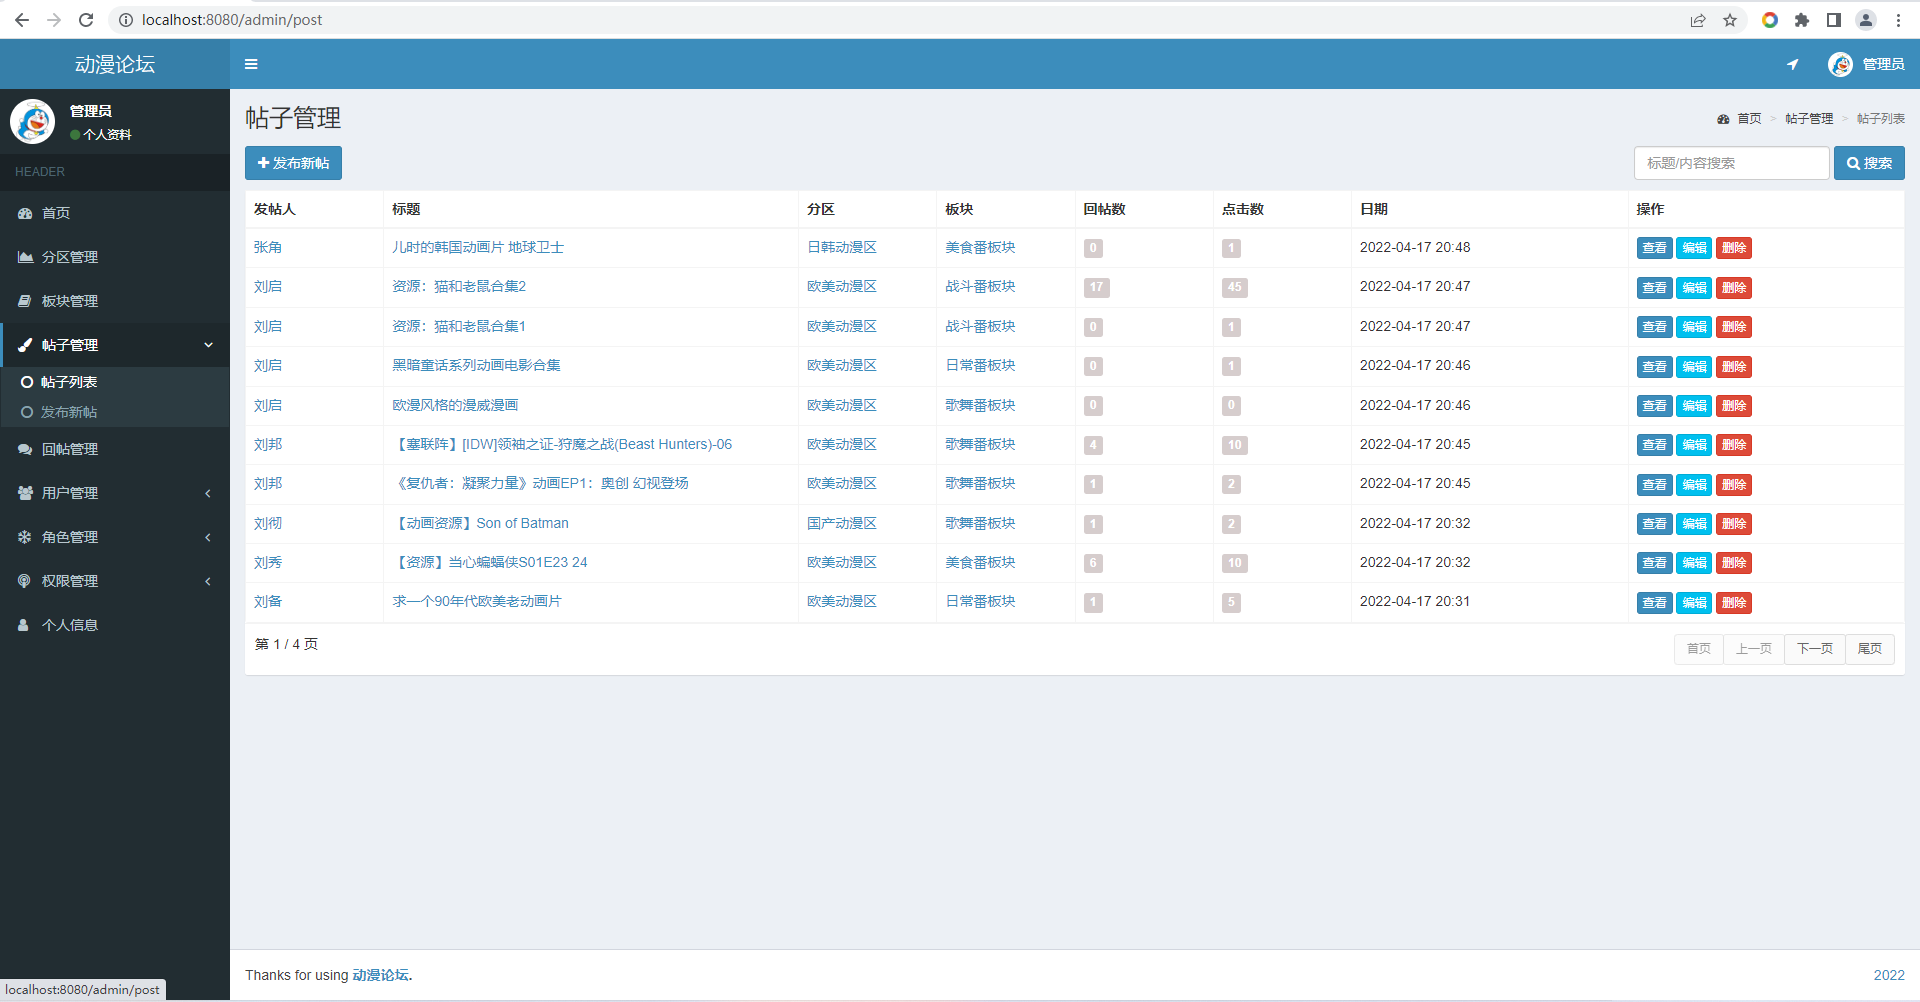 localhost:8080/admin/post
动漫论坛
管理员
管理员
个人资料
HEADER
首页
分区管理
板块管理
帖子管理
帖子列表
发布新帖
回帖管理
用户管理
角色管理
权限管理
个人信息
帖子管理
首页 > 帖子管理 > 帖子列表
发布新帖
标题/内容搜索 搜索
发帖人 标题 分区 板块 回帖数 点击数 日期 操作
张角 儿时的韩国动画片 地球卫士 日韩动漫区 美食番板块 0 1 2022-04-17 20:48 查看 编辑 删除
刘启 资源：猫和老鼠合集2 欧美动漫区 战斗番板块 17 45 2022-04-17 20:47 查看 编辑 删除
刘启 资源：猫和老鼠合集1 欧美动漫区 战斗番板块 0 1 2022-04-17 20:47 查看 编辑 删除
刘启 黑暗童话系列动画电影合集 欧美动漫区 日常番板块 0 1 2022-04-17 20:46 查看 编辑 删除
刘启 欧漫风格的漫威漫画 欧美动漫区 歌舞番板块 0 0 2022-04-17 20:46 查看 编辑 删除
刘邦 【塞联阵】[IDW]领袖之证-狩魔之战(Beast Hunters)-06 欧美动漫区 歌舞番板块 4 10 2022-04-17 20:45 查看 编辑 删除
刘邦 《复仇者：凝聚力量》动画EP1：奥创 幻视登场 欧美动漫区 歌舞番板块 1 2 2022-04-17 20:45 查看 编辑 删除
刘彻 【动画资源】Son of Batman 国产动漫区 歌舞番板块 1 2 2022-04-17 20:32 查看 编辑 删除
刘秀 【资源】当心蝙蝠侠S01E23 24 欧美动漫区 美食番板块 6 10 2022-04-17 20:32 查看 编辑 删除
刘备 求一个90年代欧美老动画片 欧美动漫区 日常番板块 1 5 2022-04-17 20:31 查看 编辑 删除
第 1 / 4 页
首页 上一页 下一页 尾页
Thanks for using 动漫论坛.
2022
localhost:8080/admin/post